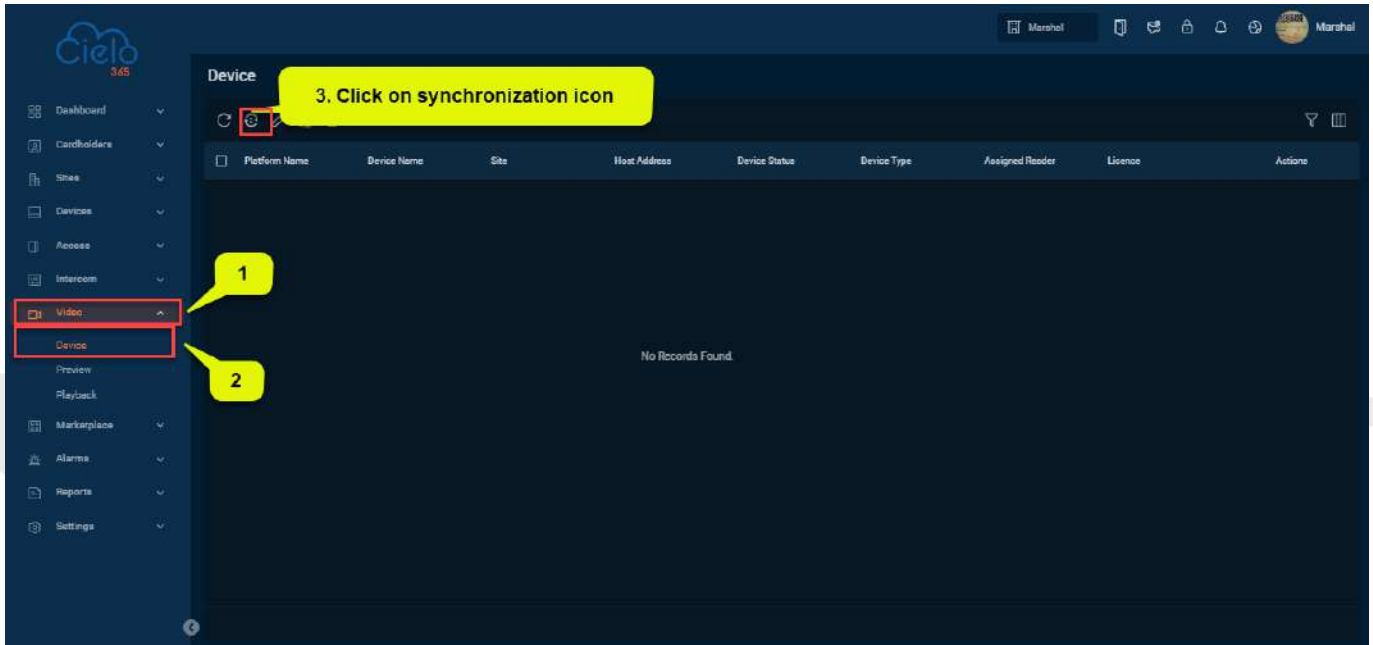 Cielo
365
Marshel
Marshel
Device
3. Click on synchronization icon
Platform Name Device Name Site Host Address Device Status Device Type Assigned Reader Licence Actions
Dashboard
Cardholders
Sites
Devices
Access
Intercom
1
Video
Device
2
Preview
Playback
No Records Found.
Marketplace
Alarms
Reports
Settings